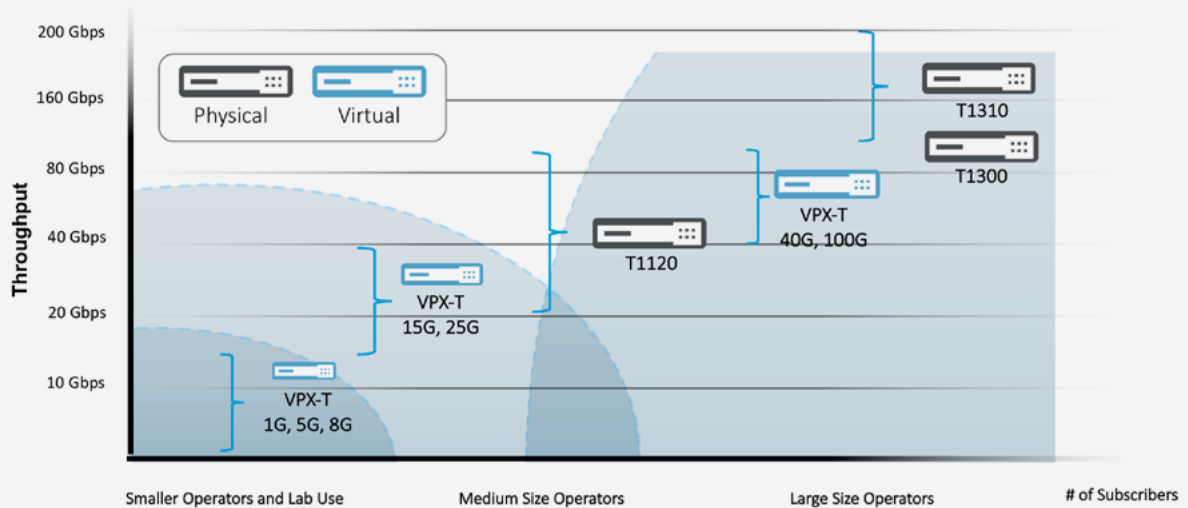 200 Gbps
160 Gbps
80 Gbps
40 Gbps
20 Gbps
10 Gbps
Throughput
Physical
Virtual
T1310
T1300
VPX-T
40G, 100G
T1120
VPX-T
15G, 25G
VPX-T
1G, 5G, 8G
Smaller Operators and Lab Use
Medium Size Operators
Large Size Operators
# of Subscribers